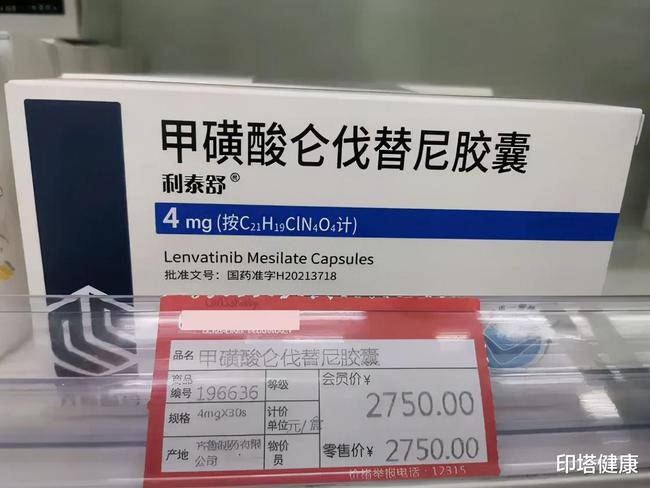 甲磺酸仑伐替尼胶囊
利泰舒®
4 mg (按C₂₁H₁₉ClN₄O₄计)
Lenvatinib Mesilate Capsules
批准文号：国药准字H20213718
品名 甲磺酸仑伐替尼胶囊
商品编号 196636 等级 会员价¥ 2750.00
规格 4mgX30s 计价单位 元/盒
产地 齐鲁制药有限公司 物价员 零售价¥ 2750.00
价格举报电话：12315
印塔健康